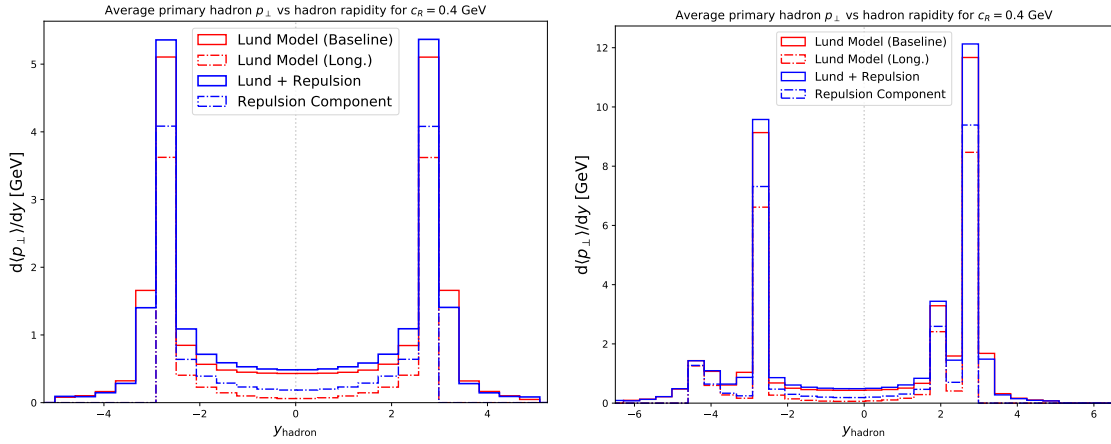 Average primary hadron p⊥ vs hadron rapidity for c_R = 0.4 GeV
Lund Model (Baseline)
Lund Model (Long.)
Lund + Repulsion
Repulsion Component
d⟨p⊥⟩/dy [GeV]
5
4
3
2
1
0
−4
−2
0
2
4
y_hadron
Average primary hadron p⊥ vs hadron rapidity for c_R = 0.4 GeV
Lund Model (Baseline)
Lund Model (Long.)
Lund + Repulsion
Repulsion Component
d⟨p⊥⟩/dy [GeV]
12
10
8
6
4
2
0
−6
−4
−2
0
2
4
6
y_hadron